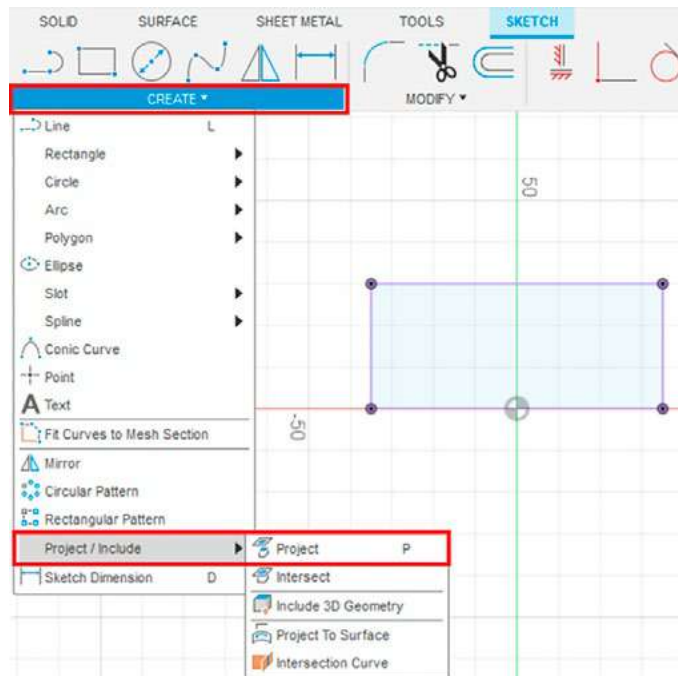 SOLID SURFACE SHEET METAL TOOLS SKETCH
CREATE ▾ MODIFY ▾
Line L
Rectangle
Circle
Arc
Polygon
Ellipse
Slot
Spline
Conic Curve
Point
Text
Fit Curves to Mesh Section
Mirror
Circular Pattern
Rectangular Pattern
Project / Include
Sketch Dimension D
Project P
Intersect
Include 3D Geometry
Project To Surface
Intersection Curve
50
-50